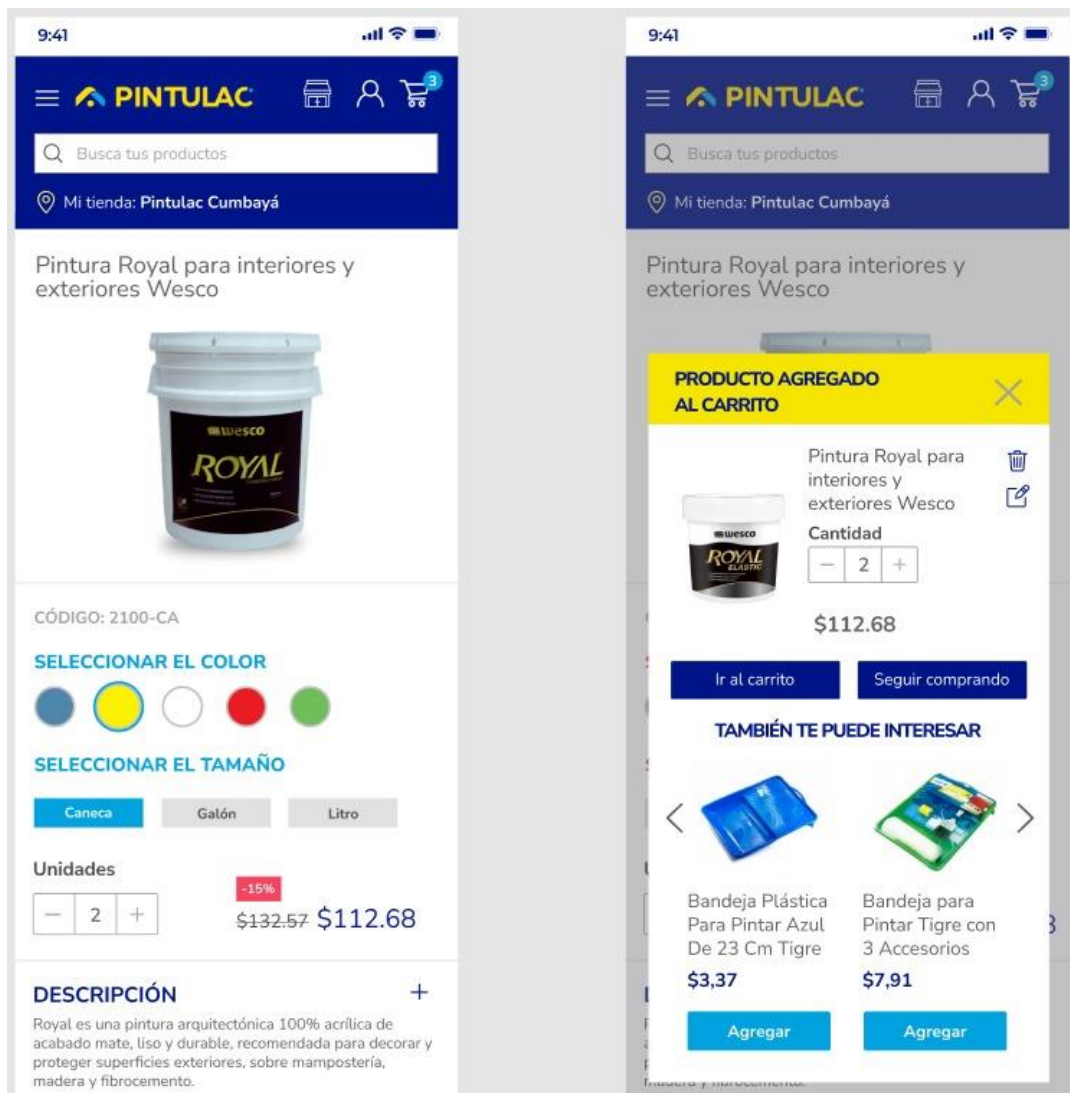 9:41
PINTULAC
3
Busca tus productos
Mi tienda: Pintulac Cumbayá
Pintura Royal para interiores y
exteriores Wesco
wesco
ROYAL
CÓDIGO: 2100-CA
SELECCIONAR EL COLOR
SELECCIONAR EL TAMAÑO
Caneca
Galón
Litro
Unidades
-15%
— 2 +
$132.57 $112.68
DESCRIPCIÓN +
Royal es una pintura arquitectónica 100% acrílica de
acabado mate, liso y durable, recomendada para decorar y
proteger superficies exteriores, sobre mampostería,
madera y fibrocemento.
9:41
PINTULAC
3
Busca tus productos
Mi tienda: Pintulac Cumbayá
Pintura Royal para interiores y
exteriores Wesco
PRODUCTO AGREGADO
AL CARRITO
Pintura Royal para
interiores y
exteriores Wesco
wesco
ROYAL
ELASTIC
Cantidad
— 2 +
$112.68
Ir al carrito
Seguir comprando
TAMBIÉN TE PUEDE INTERESAR
Bandeja Plástica
Para Pintar Azul
De 23 Cm Tigre
$3,37
Agregar
Bandeja para
Pintar Tigre con
3 Accesorios
$7,91
Agregar
madera y fibrocemento.